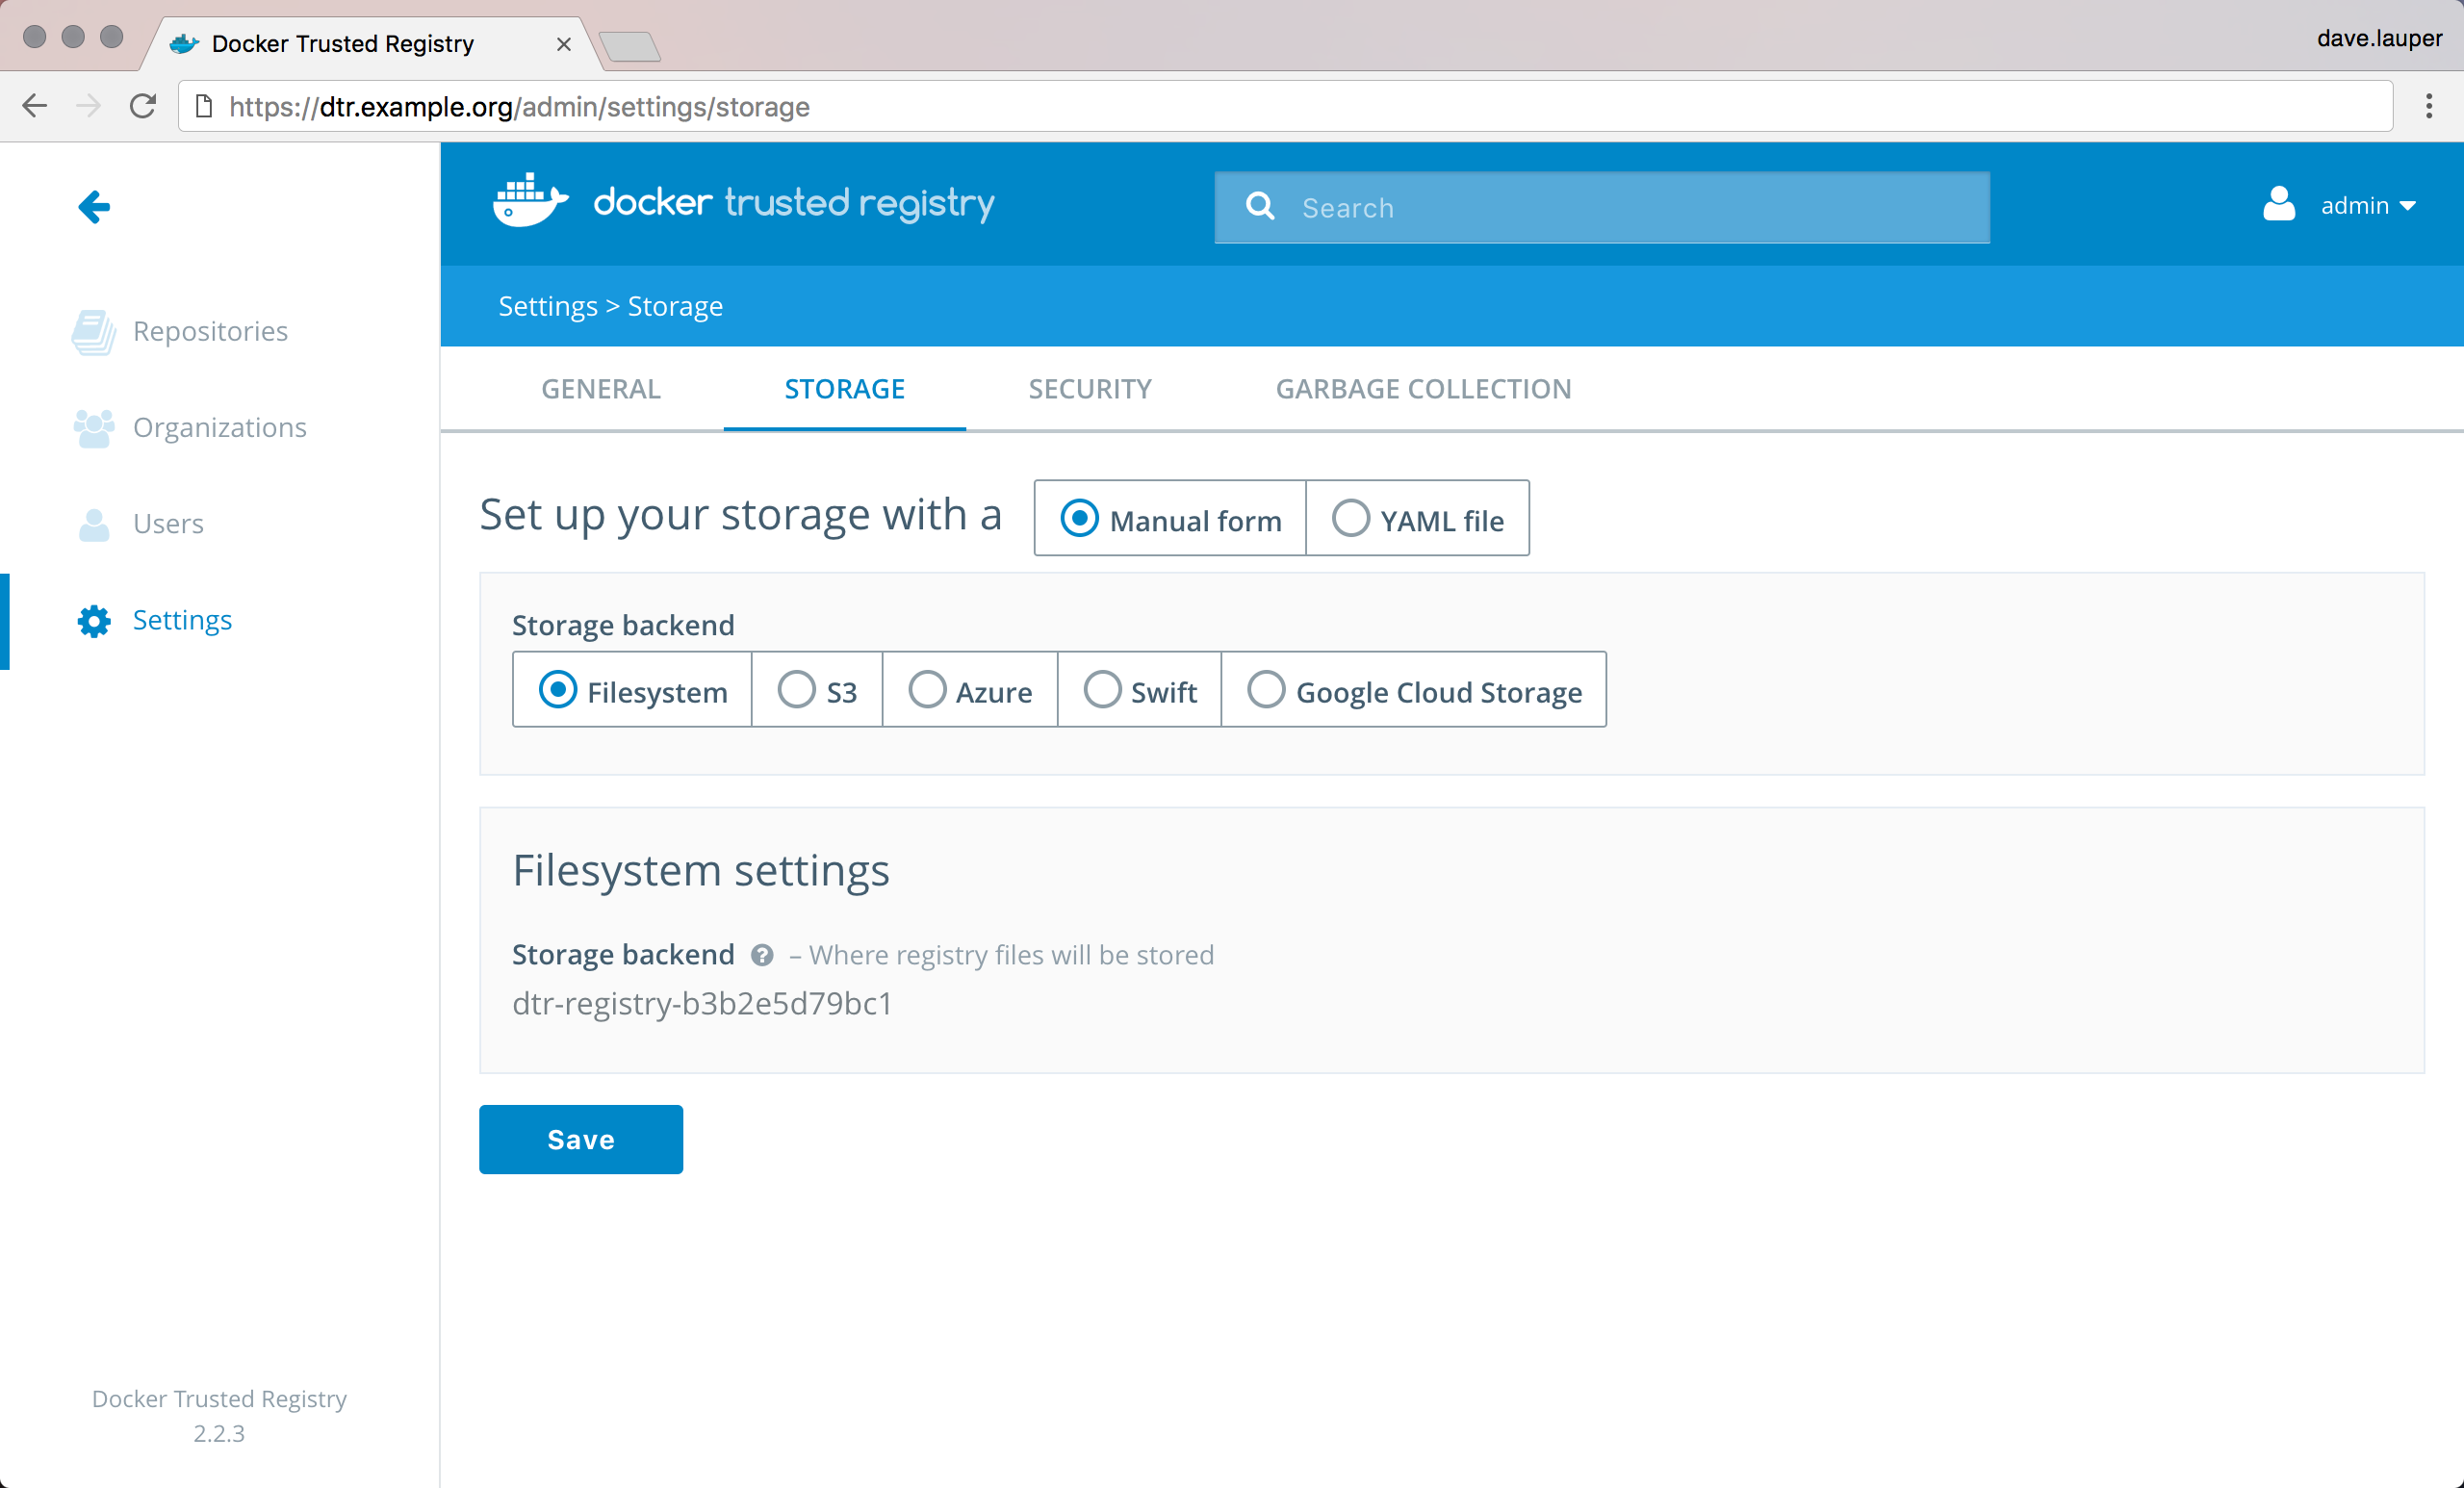 Docker Trusted Registry
dave.lauper
https://dtr.example.org/admin/settings/storage
docker trusted registry
Search
admin
Settings > Storage
Repositories
Organizations
Users
Settings
GENERAL STORAGE SECURITY GARBAGE COLLECTION
Set up your storage with a Manual form YAML file
Storage backend
Filesystem S3 Azure Swift Google Cloud Storage
Filesystem settings
Storage backend ? – Where registry files will be stored
dtr-registry-b3b2e5d79bc1
Save
Docker Trusted Registry
2.2.3